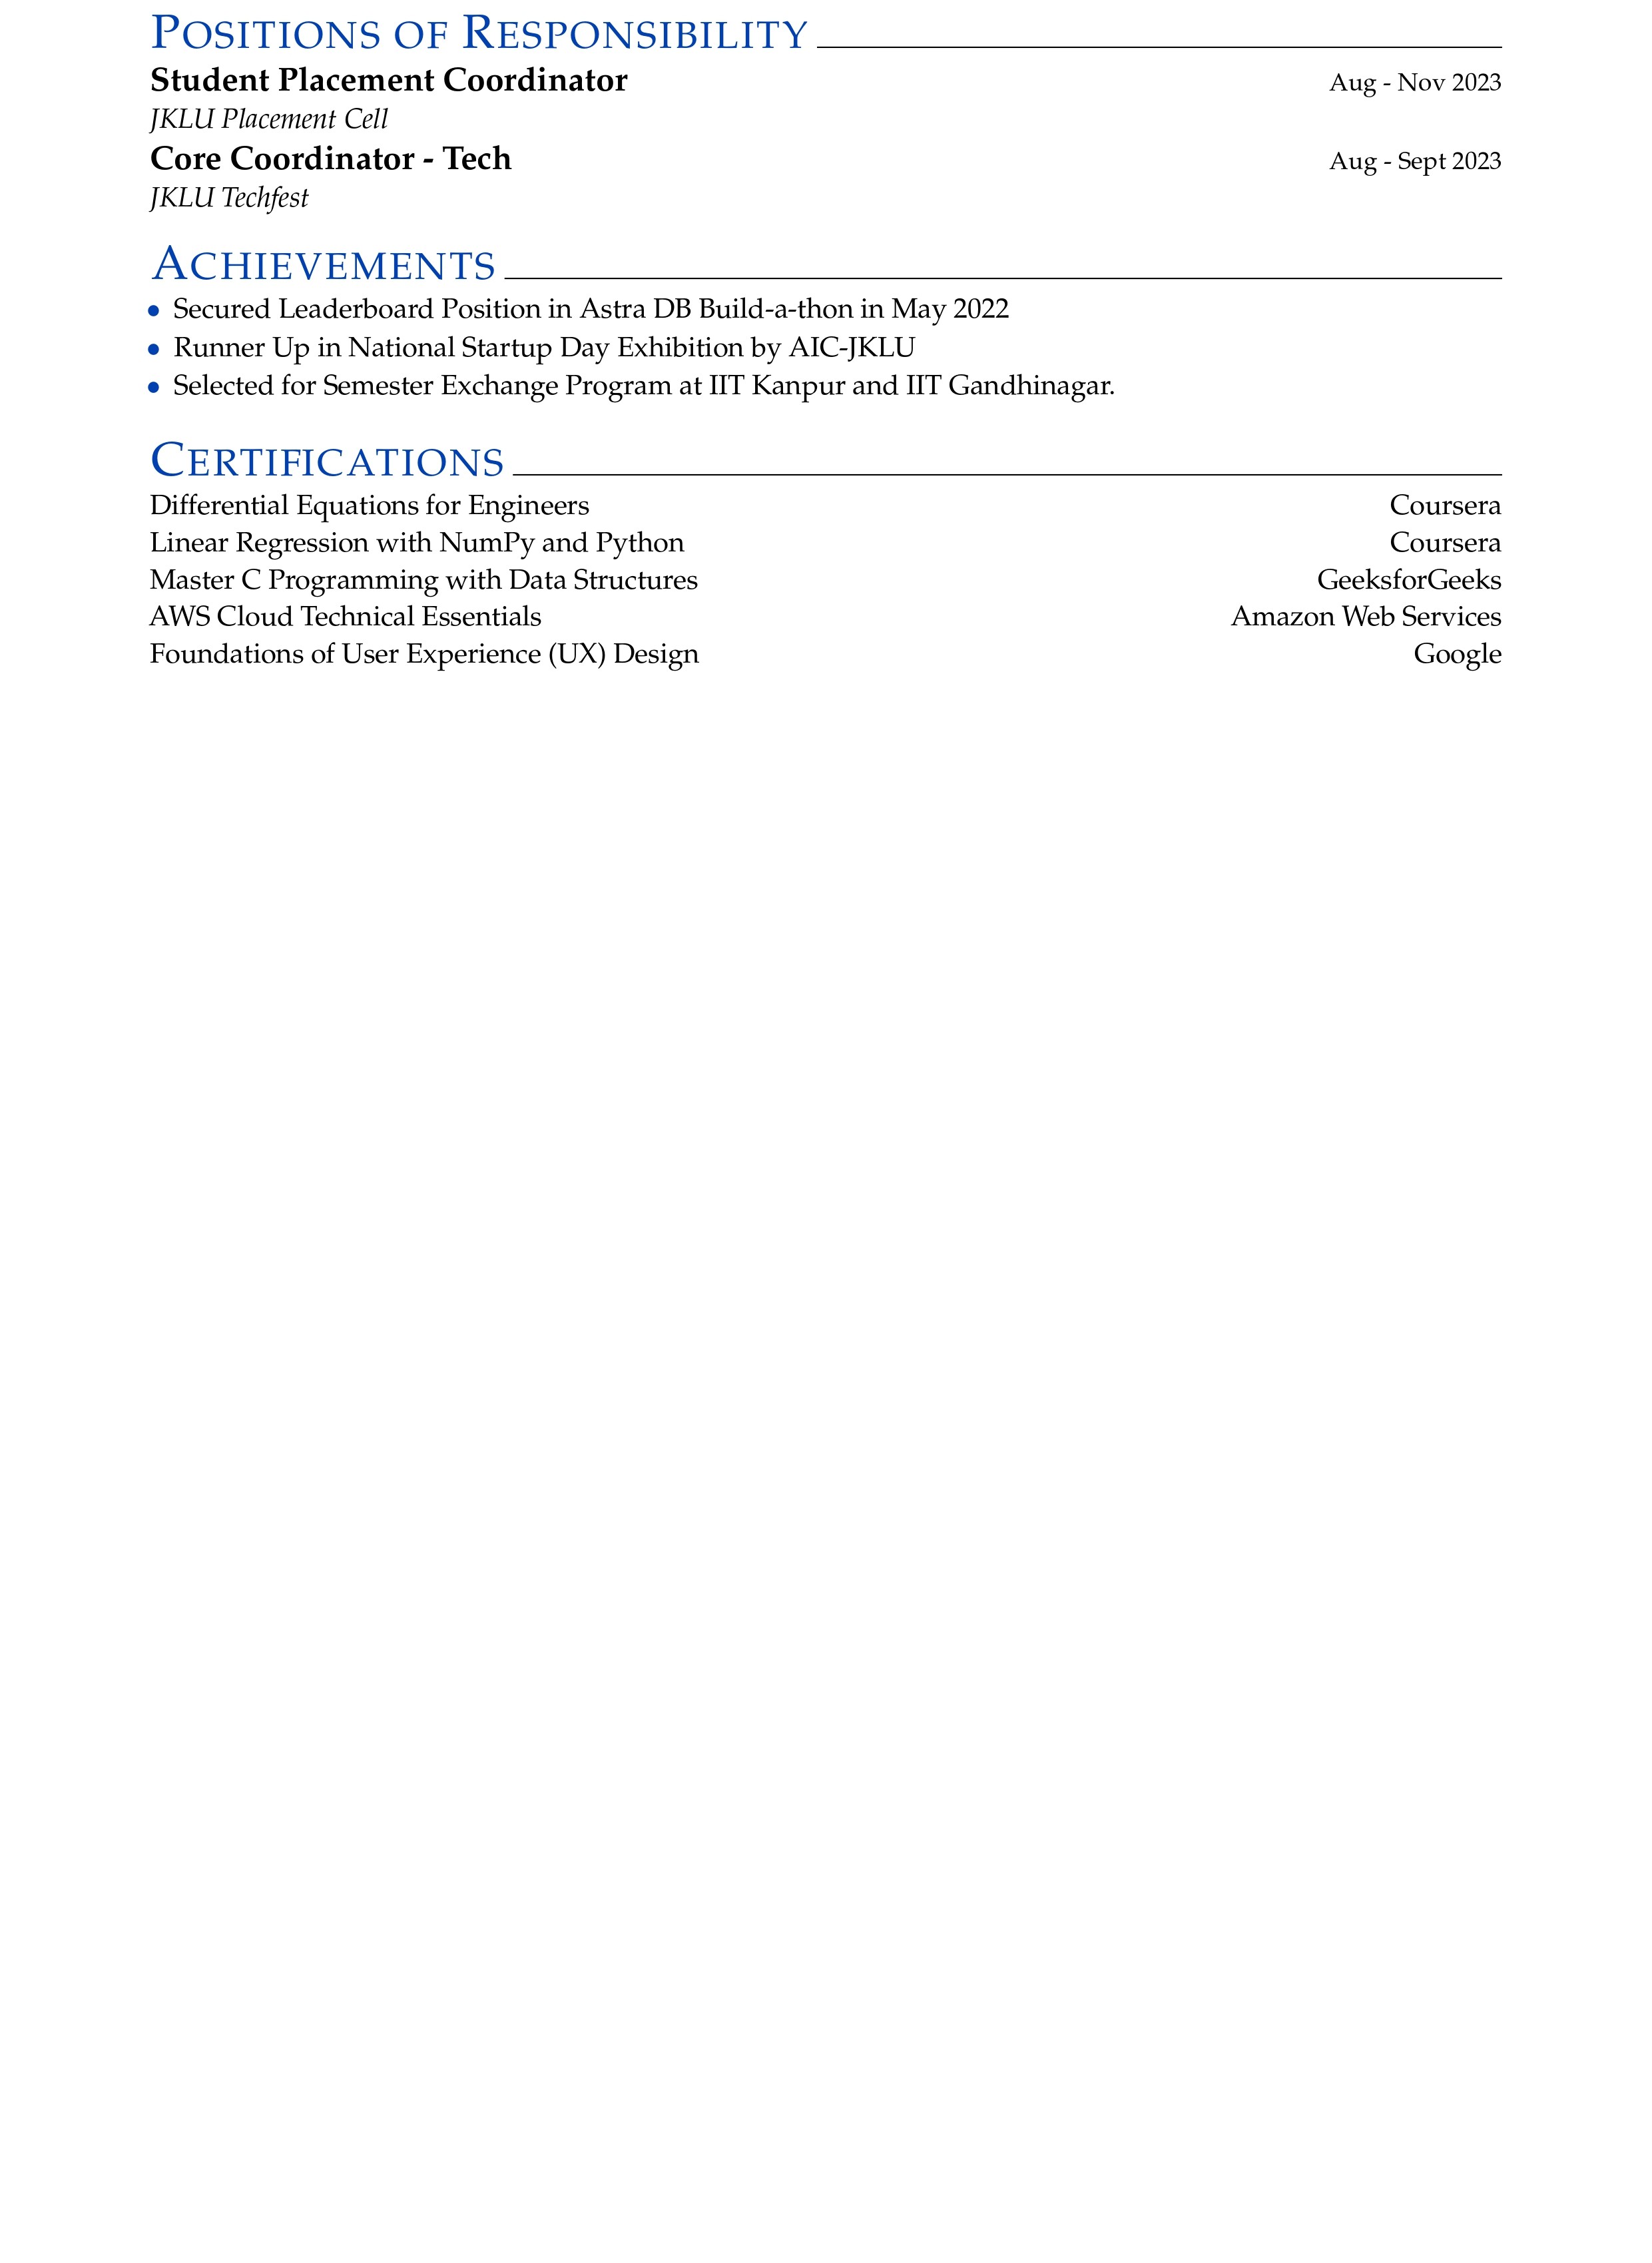 POSITIONS OF RESPONSIBILITY
Student Placement Coordinator Aug - Nov 2023
JKLU Placement Cell
Core Coordinator - Tech Aug - Sept 2023
JKLU Techfest
ACHIEVEMENTS
• Secured Leaderboard Position in Astra DB Build-a-thon in May 2022
• Runner Up in National Startup Day Exhibition by AIC-JKLU
• Selected for Semester Exchange Program at IIT Kanpur and IIT Gandhinagar.
CERTIFICATIONS
Differential Equations for Engineers Coursera
Linear Regression with NumPy and Python Coursera
Master C Programming with Data Structures GeeksforGeeks
AWS Cloud Technical Essentials Amazon Web Services
Foundations of User Experience (UX) Design Google